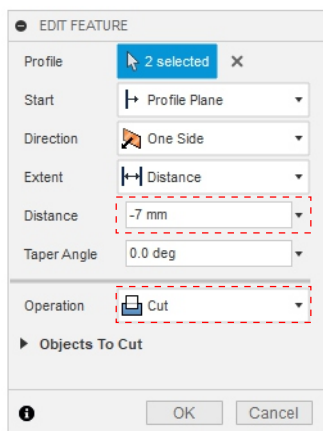 EDIT FEATURE
Profile 2 selected
Start Profile Plane
Direction One Side
Extent Distance
Distance -7 mm
Taper Angle 0.0 deg
Operation Cut
Objects To Cut
OK Cancel